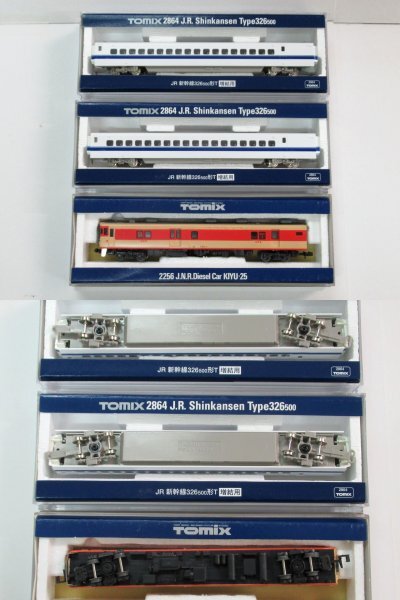 TOMIX 2864 J.R. Shinkansen Type326500
JR 新幹線326500形T 増結用
2864
TOMIX
TOMIX 2864 J.R. Shinkansen Type326500
JR 新幹線326500形T 増結用
2864
TOMIX
TOMIX
2256 J.N.R.Diesel Car KIYU-25
JR 新幹線326500形T 増結用
2864
TOMIX
TOMIX 2864 J.R. Shinkansen Type326500
JR 新幹線326500形T 増結用
2864
TOMIX